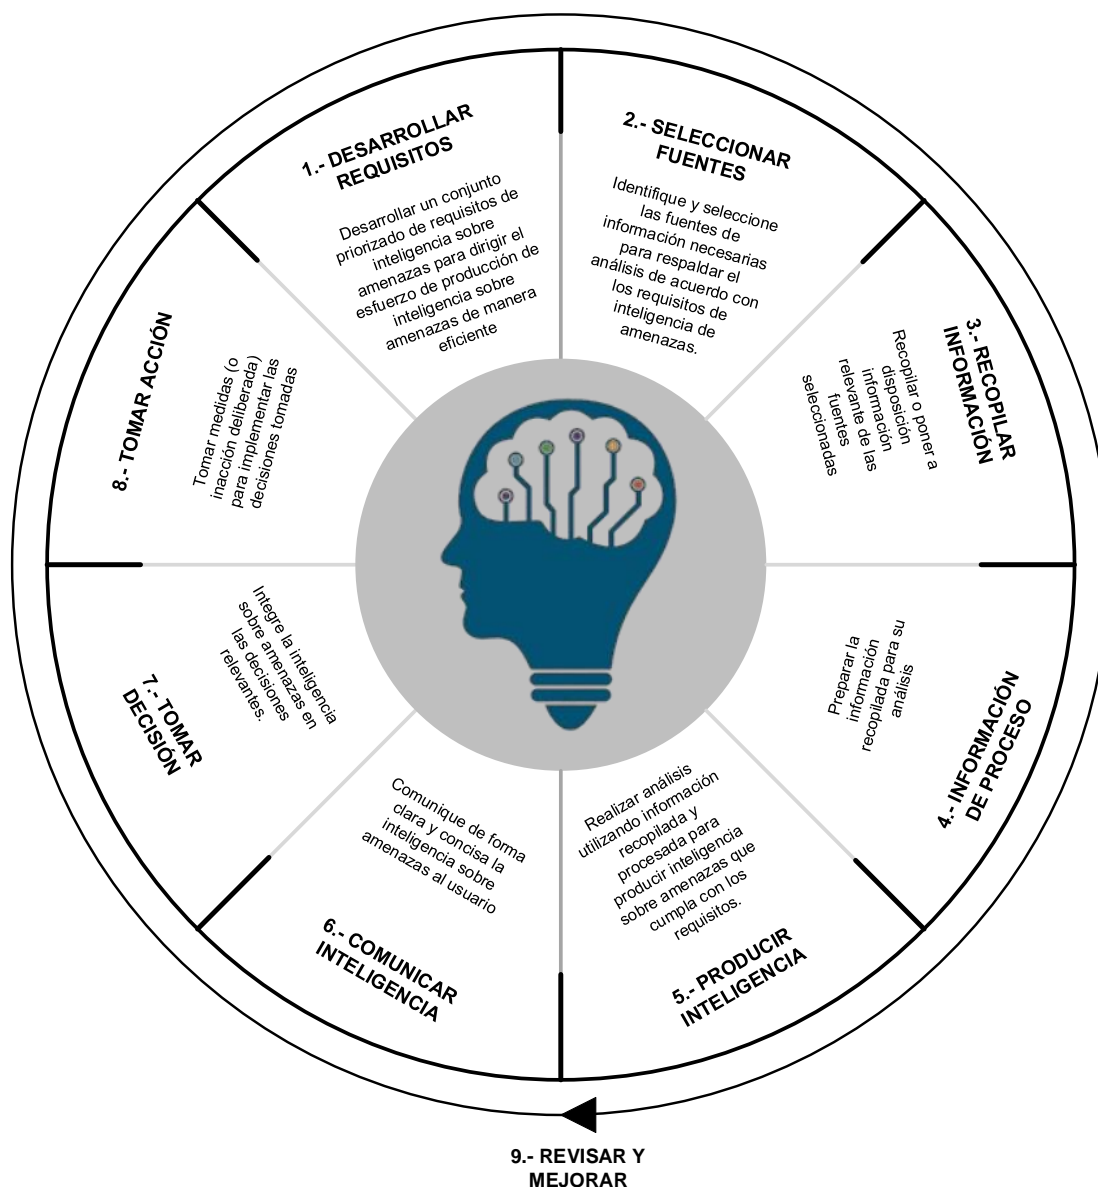 1.- DESARROLLAR
REQUISITOS
Desarrollar un conjunto
priorizado de requisitos de
inteligencia sobre
amenazas para dirigir el
esfuerzo de producción de
inteligencia sobre
amenazas de manera
eficiente
2.- SELECCIONAR
FUENTES
Identifique y seleccione
las fuentes de
información necesarias
para respaldar el
análisis de acuerdo con
los requisitos de
inteligencia de
amenazas.
3.- RECOPILAR
INFORMACIÓN
Recopilar o poner a
disposición
información
relevante de las
fuentes
seleccionadas
4.- INFORMACIÓN
DE PROCESO
Preparar la
información
recopilada para su
análisis
5.- PRODUCIR
INTELIGENCIA
Realizar análisis
utilizando información
recopilada y
procesada para
producir inteligencia
sobre amenazas que
cumpla con los
requisitos.
6.- COMUNICAR
INTELIGENCIA
Comunique de forma
clara y concisa la
inteligencia sobre
amenazas al usuario
7.- TOMAR
DECISIÓN
Integre la inteligencia
sobre amenazas en
las decisiones
relevantes.
8.- TOMAR ACCIÓN
Tomar medidas (o
inacción deliberada)
para implementar las
decisiones tomadas
9.- REVISAR Y
MEJORAR